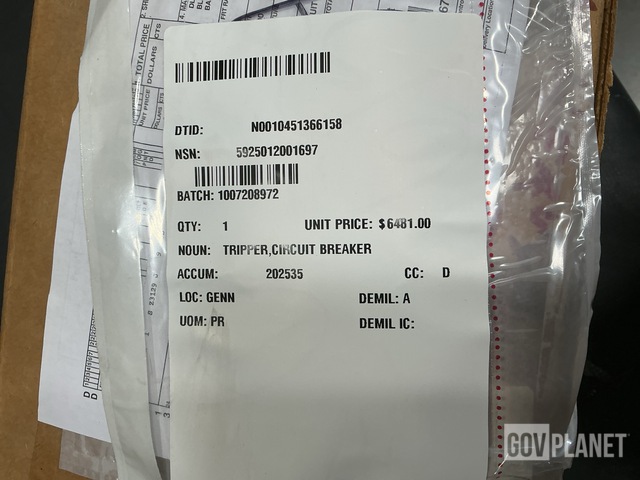 TOTAL PRICE
DOLLARS CTS
UNIT PRICE
DTID: N0010451366158
NSN: 5925012001697
BATCH: 1007208972
QTY: 1 UNIT PRICE: $6481.00
NOUN: TRIPPER,CIRCUIT BREAKER
ACCUM: 202535 CC: D
LOC: GENN DEMIL: A
UOM: PR DEMIL IC:
GOVPLANET